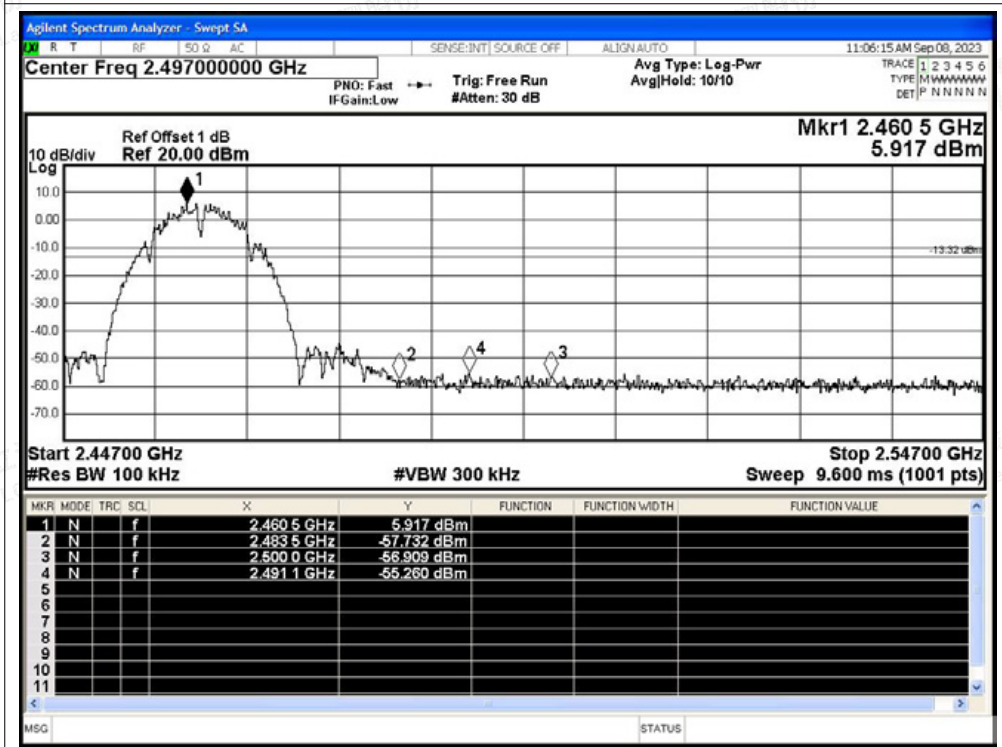 Agilent Spectrum Analyzer - Swept SA
LXI R T RF 50 Ω AC SENSE:INT SOURCE OFF ALIGN AUTO 11:06:15 AM Sep 08, 2023
Center Freq 2.497000000 GHz
PNO: Fast
IFGain:Low
Trig: Free Run
#Atten: 30 dB
Avg Type: Log-Pwr
Avg|Hold: 10/10
TRACE 1 2 3 4 5 6
TYPE M WWWWW
DET P N N N N N
Mkr1 2.460 5 GHz
5.917 dBm
Ref Offset 1 dB
10 dB/div Ref 20.00 dBm
Log
10.0
0.00
-10.0
-20.0
-30.0
-40.0
-50.0
-60.0
-70.0
1
2
4
3
-13.32 dBm
Start 2.44700 GHz Stop 2.54700 GHz
#Res BW 100 kHz #VBW 300 kHz Sweep 9.600 ms (1001 pts)
MKR MODE TRC SCL X Y FUNCTION FUNCTION WIDTH FUNCTION VALUE
1 N f 2.460 5 GHz 5.917 dBm
2 N f 2.483 5 GHz -57.732 dBm
3 N f 2.500 0 GHz -56.909 dBm
4 N f 2.491 1 GHz -55.260 dBm
5
6
7
8
9
10
11
MSG STATUS